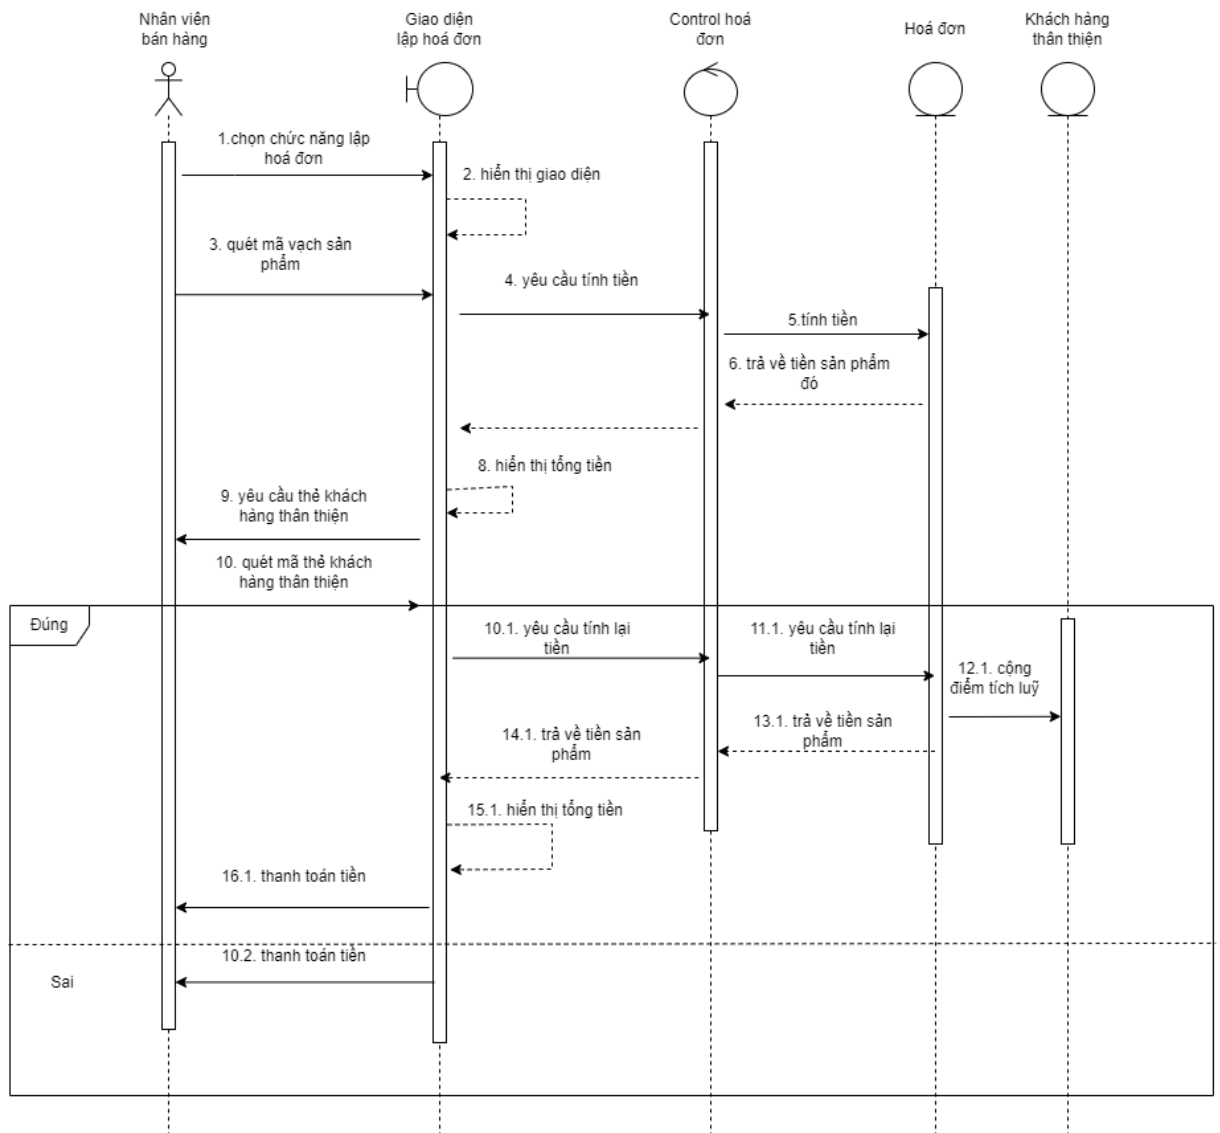 Nhân viên
bán hàng
Giao diện
lập hoá đơn
Control hoá
đơn
Hoá đơn
Khách hàng
thân thiện
1.chọn chức năng lập
hoá đơn
2. hiển thị giao diện
3. quét mã vạch sản
phẩm
4. yêu cầu tính tiền
5.tính tiền
6. trả về tiền sản phẩm
đó
8. hiển thị tổng tiền
9. yêu cầu thẻ khách
hàng thân thiện
10. quét mã thẻ khách
hàng thân thiện
Đúng
10.1. yêu cầu tính lại
tiền
11.1. yêu cầu tính lại
tiền
12.1. cộng
điểm tích luỹ
13.1. trả về tiền sản
phẩm
14.1. trả về tiền sản
phẩm
15.1. hiển thị tổng tiền
16.1. thanh toán tiền
10.2. thanh toán tiền
Sai